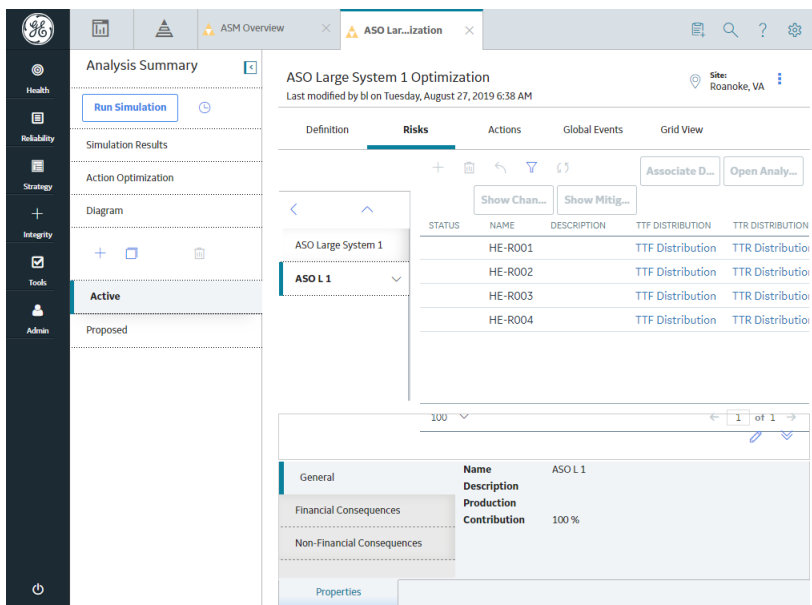 ASM Overview
ASO Lar...ization
Health
Reliability
Strategy
Integrity
Tools
Admin
Analysis Summary
Run Simulation
Simulation Results
Action Optimization
Diagram
Active
Proposed
ASO Large System 1 Optimization
Last modified by bl on Tuesday, August 27, 2019 6:38 AM
Site:
Roanoke, VA
Definition Risks Actions Global Events Grid View
Associate D... Open Analy...
Show Chan... Show Mitig...
ASO Large System 1
ASO L 1
STATUS NAME DESCRIPTION TTF DISTRIBUTION TTR DISTRIBUTION
HE-R001 TTF Distribution TTR Distributio
HE-R002 TTF Distribution TTR Distributio
HE-R003 TTF Distribution TTR Distributio
HE-R004 TTF Distribution TTR Distributio
100 1 of 1
General
Financial Consequences
Non-Financial Consequences
Name ASO L 1
Description
Production
Contribution 100 %
Properties